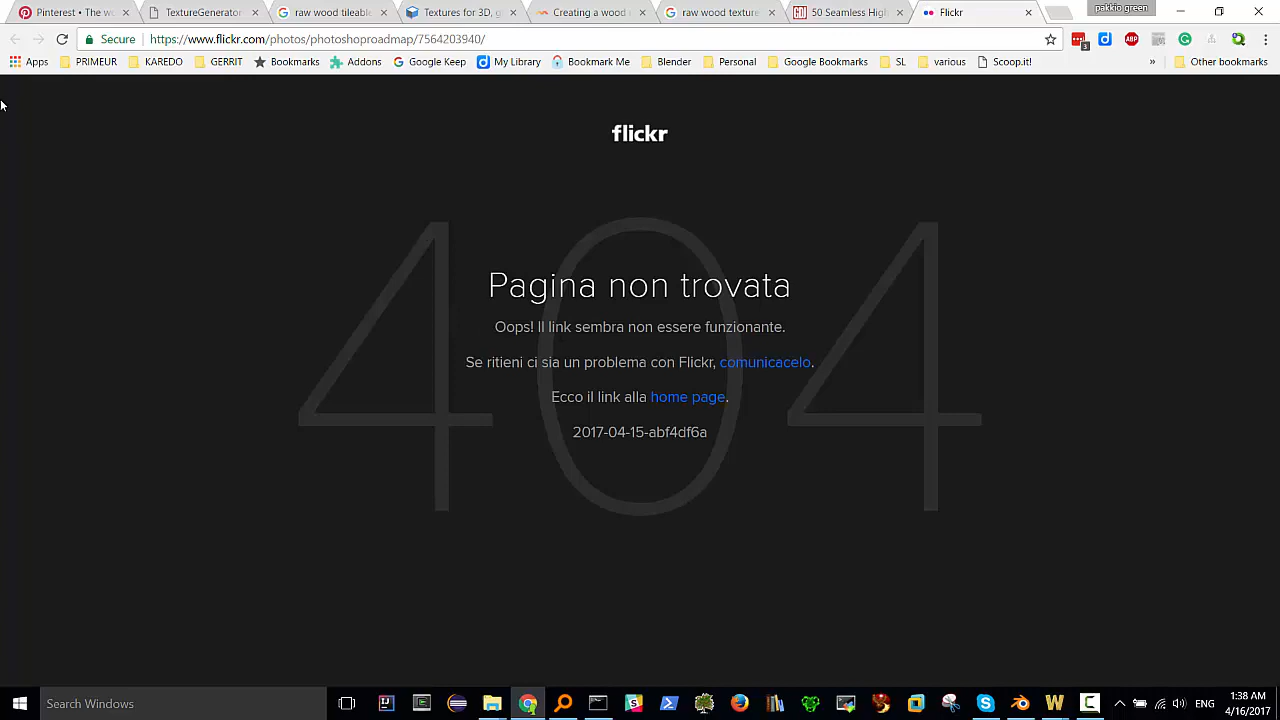 Pinterest • The wo
TextureGenerator
raw wood tileable
Textures for 3D, g
Creating a wood n
raw wood texture
50 Seamless High
Flickr
pakkio green
Secure
https://www.flickr.com/photos/photoshoproadmap/7564203940/
3
ABP
Apps
PRIMEUR
KAREDO
GERRIT
Bookmarks
Addons
Google Keep
My Library
Bookmark Me
Blender
Personal
Google Bookmarks
SL
various
Scoop.it!
»
Other bookmarks
flickr
404
Pagina non trovata
Oops! Il link sembra non essere funzionante.
Se ritieni ci sia un problema con Flickr, comunicacelo.
Ecco il link alla home page.
2017-04-15-abf4df6a
Search Windows
ENG
1:38 AM
4/16/2017